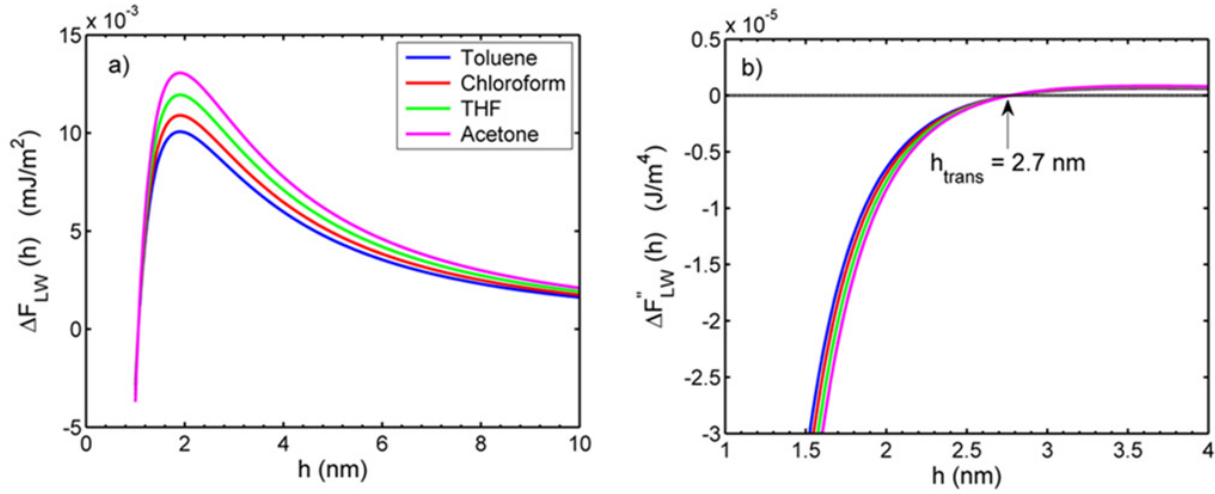 x 10⁻³
15
10
5
0
-5
0
2
4
6
8
10
a)
Toluene
Chloroform
THF
Acetone
ΔF_LW (h) (mJ/m²)
h (nm)
x 10⁻⁵
0.5
0
-0.5
-1
-1.5
-2
-2.5
-3
1
1.5
2
2.5
3
3.5
4
b)
h_trans = 2.7 nm
ΔF"_LW (h) (J/m⁴)
h (nm)